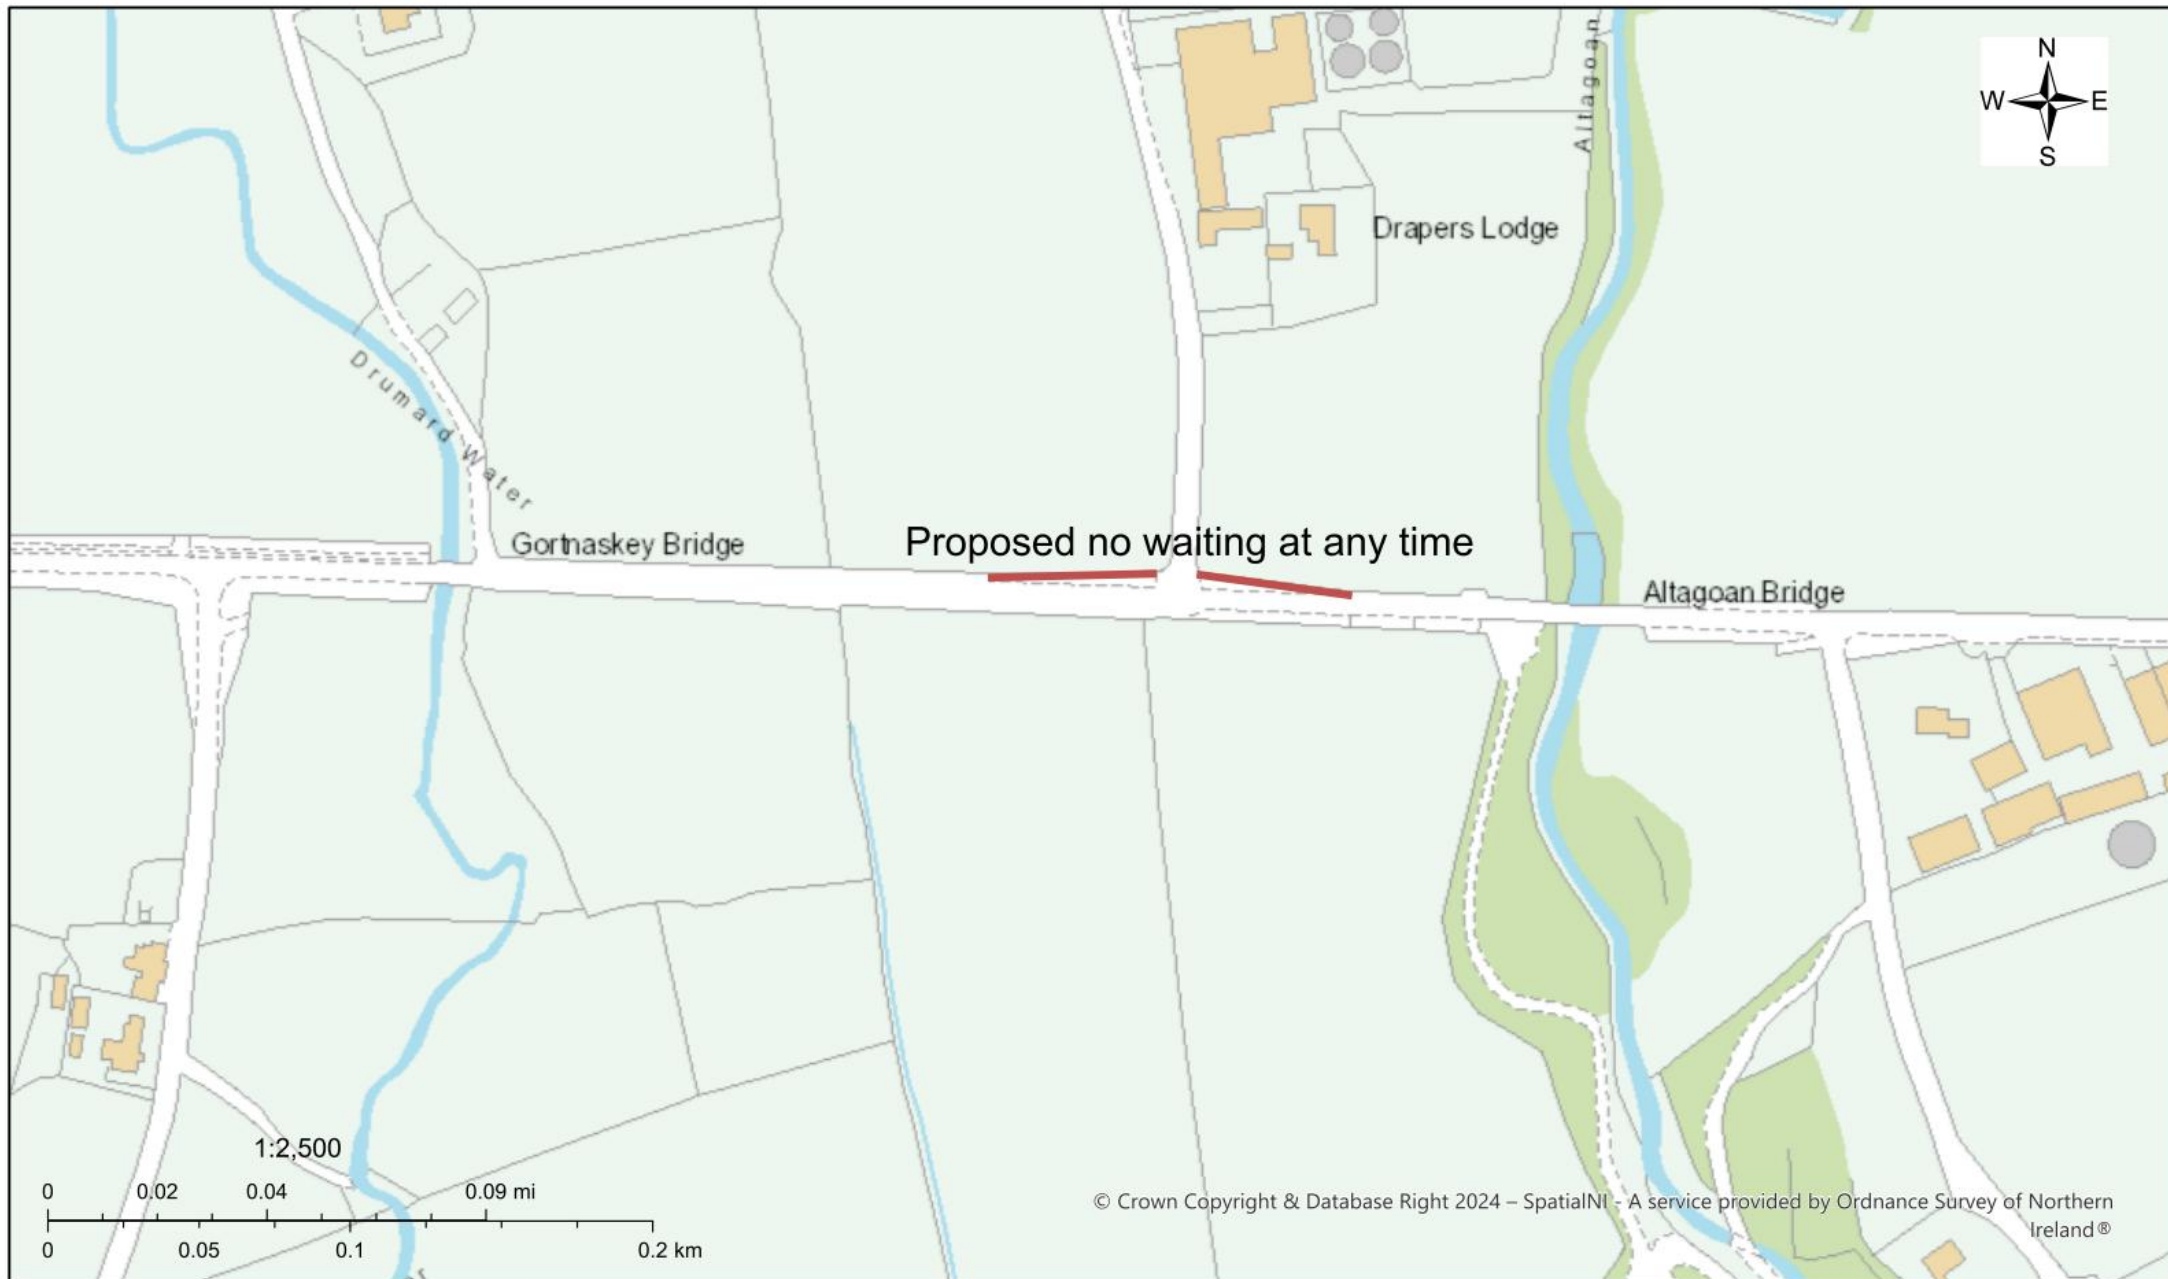 Altagoan
N
W E
S
Drapers Lodge
Drumard Water
Gortnaskey Bridge
Proposed no waiting at any time
Altagoan Bridge
1:2,500
0 0.02 0.04 0.09 mi
0 0.05 0.1 0.2 km
© Crown Copyright & Database Right 2024 – SpatialNI - A service provided by Ordnance Survey of Northern
Ireland®